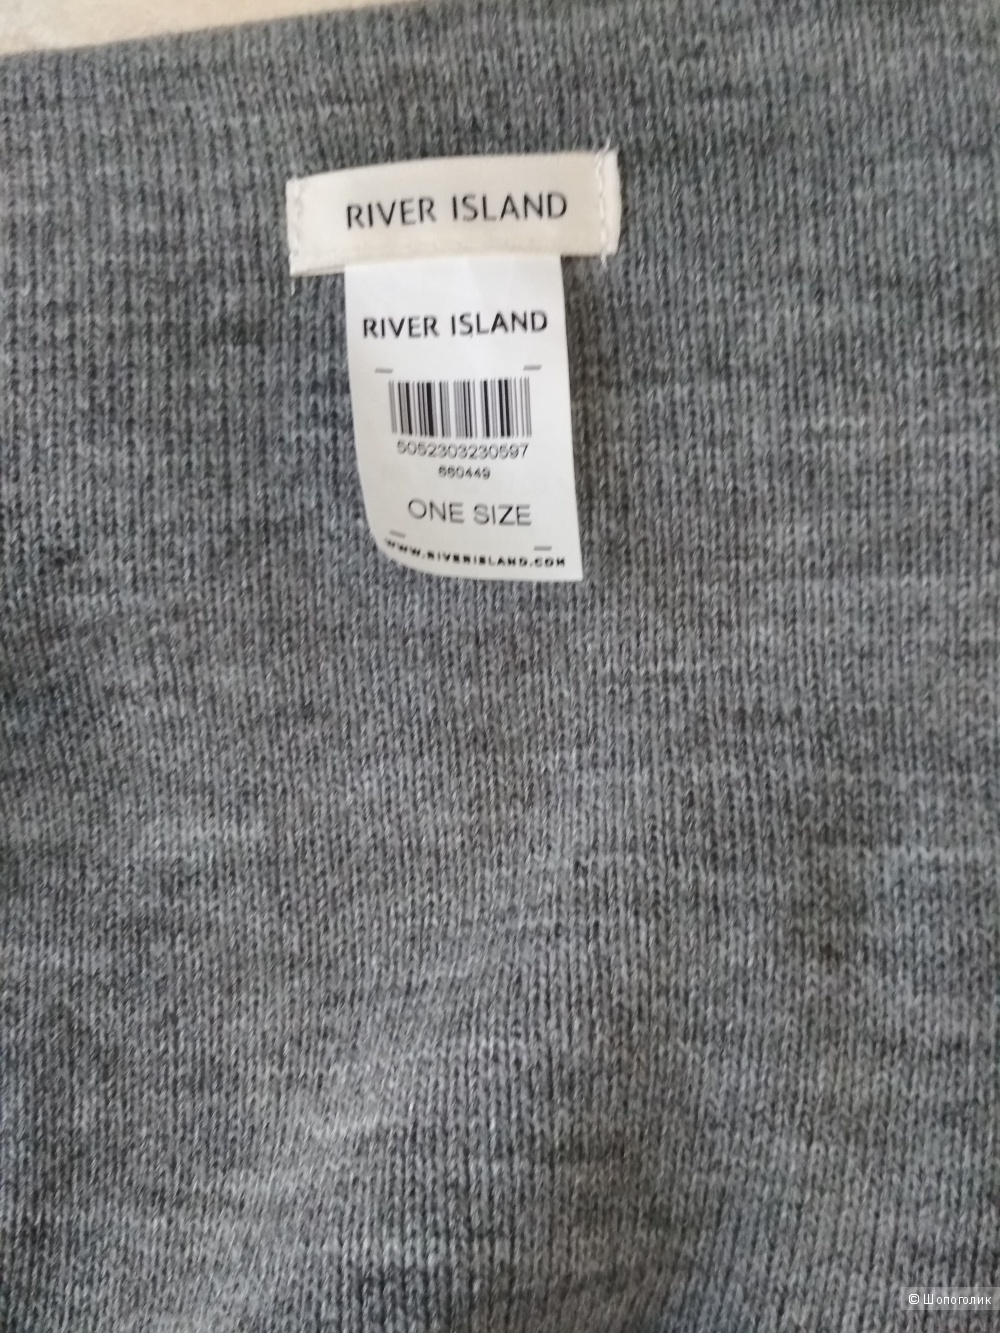 RIVER ISLAND
RIVER ISLAND
5052303230597
660449
ONE SIZE
WWW.RIVERISLAND.COM
© Шопоголик